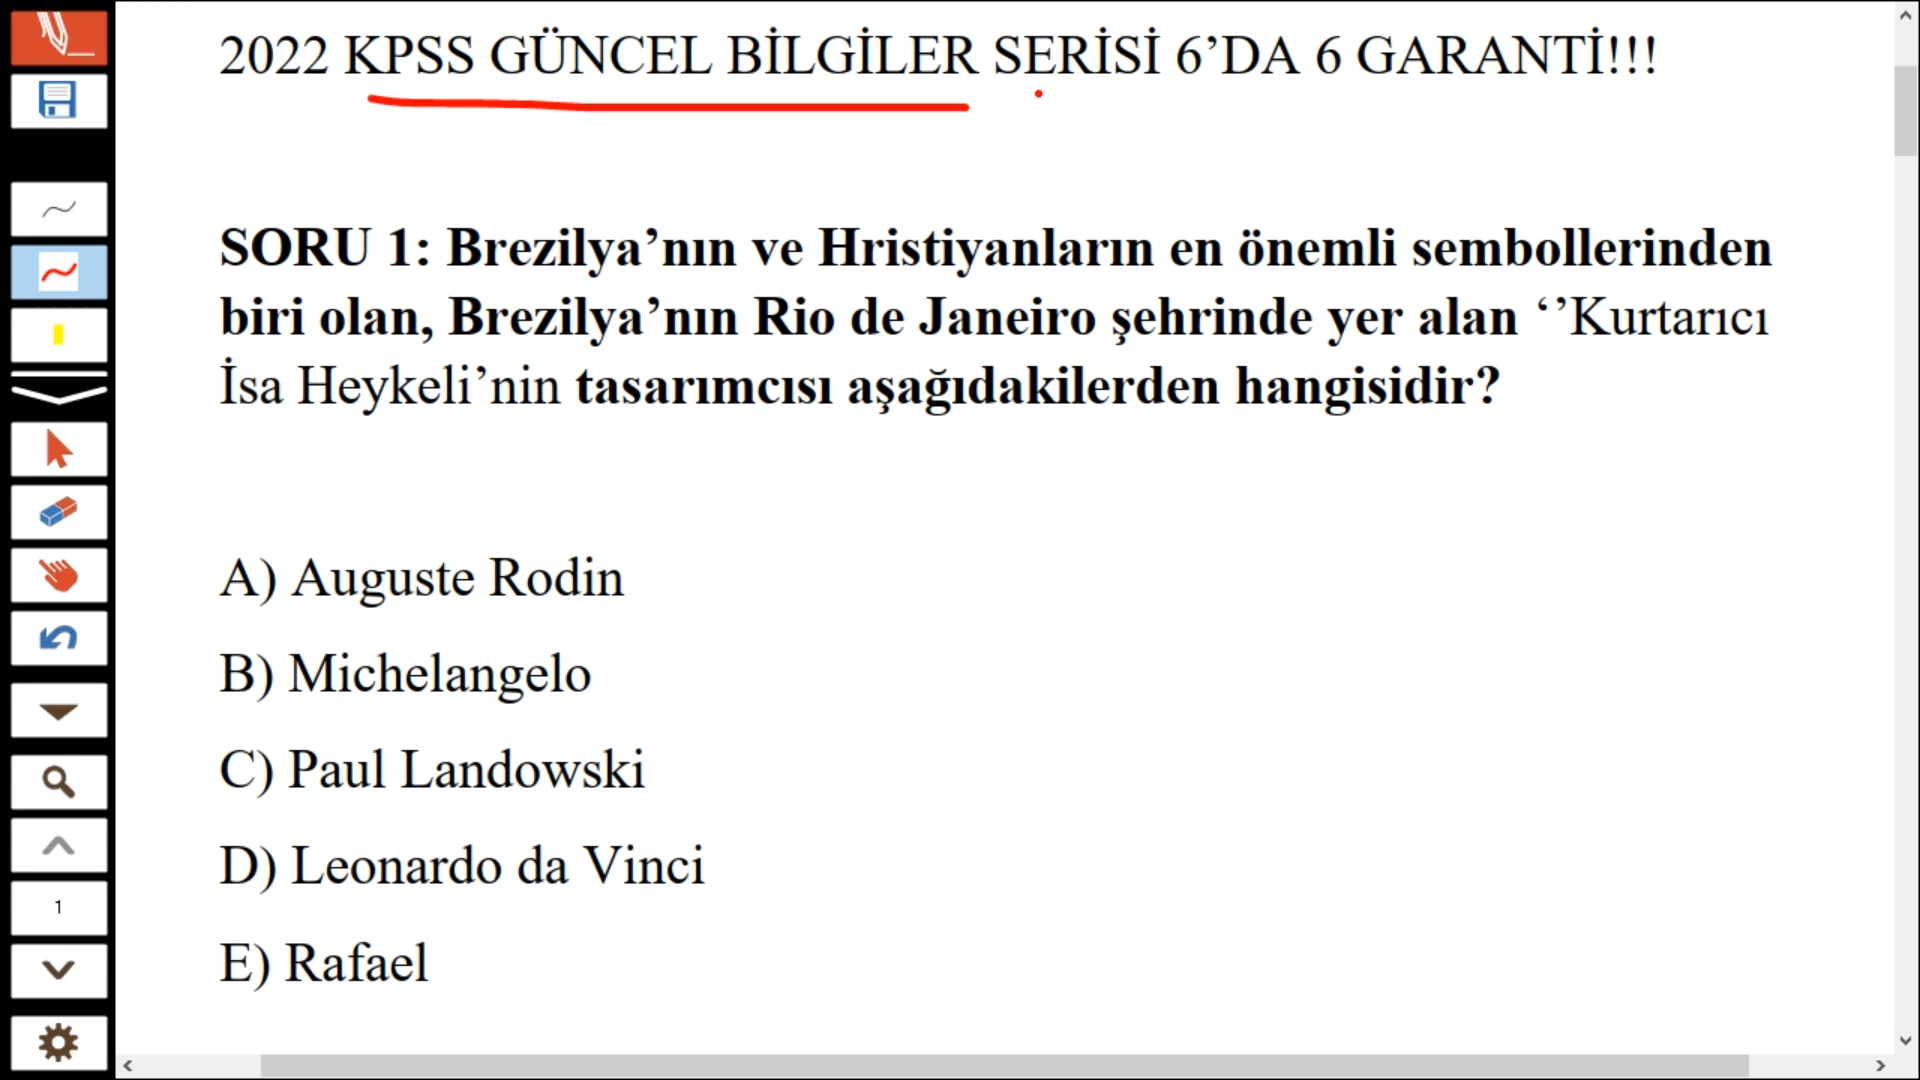 2022 KPSS GÜNCEL BİLGİLER SERİSİ 6’DA 6 GARANTİ!!!
SORU 1: Brezilya’nın ve Hristiyanların en önemli sembollerinden
biri olan, Brezilya’nın Rio de Janeiro şehrinde yer alan ‘’Kurtarıcı
İsa Heykeli’nin tasarımcısı aşağıdakilerden hangisidir?
A) Auguste Rodin
B) Michelangelo
C) Paul Landowski
D) Leonardo da Vinci
E) Rafael
1